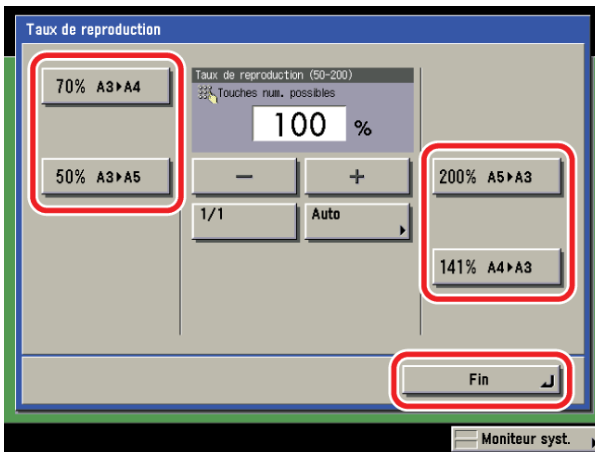 Taux de reproduction
70% A3▸A4
50% A3▸A5
Taux de reproduction (50-200)
Touches num. possibles
100 %
− +
1/1 Auto
200% A5▸A3
141% A4▸A3
Fin
Moniteur syst.